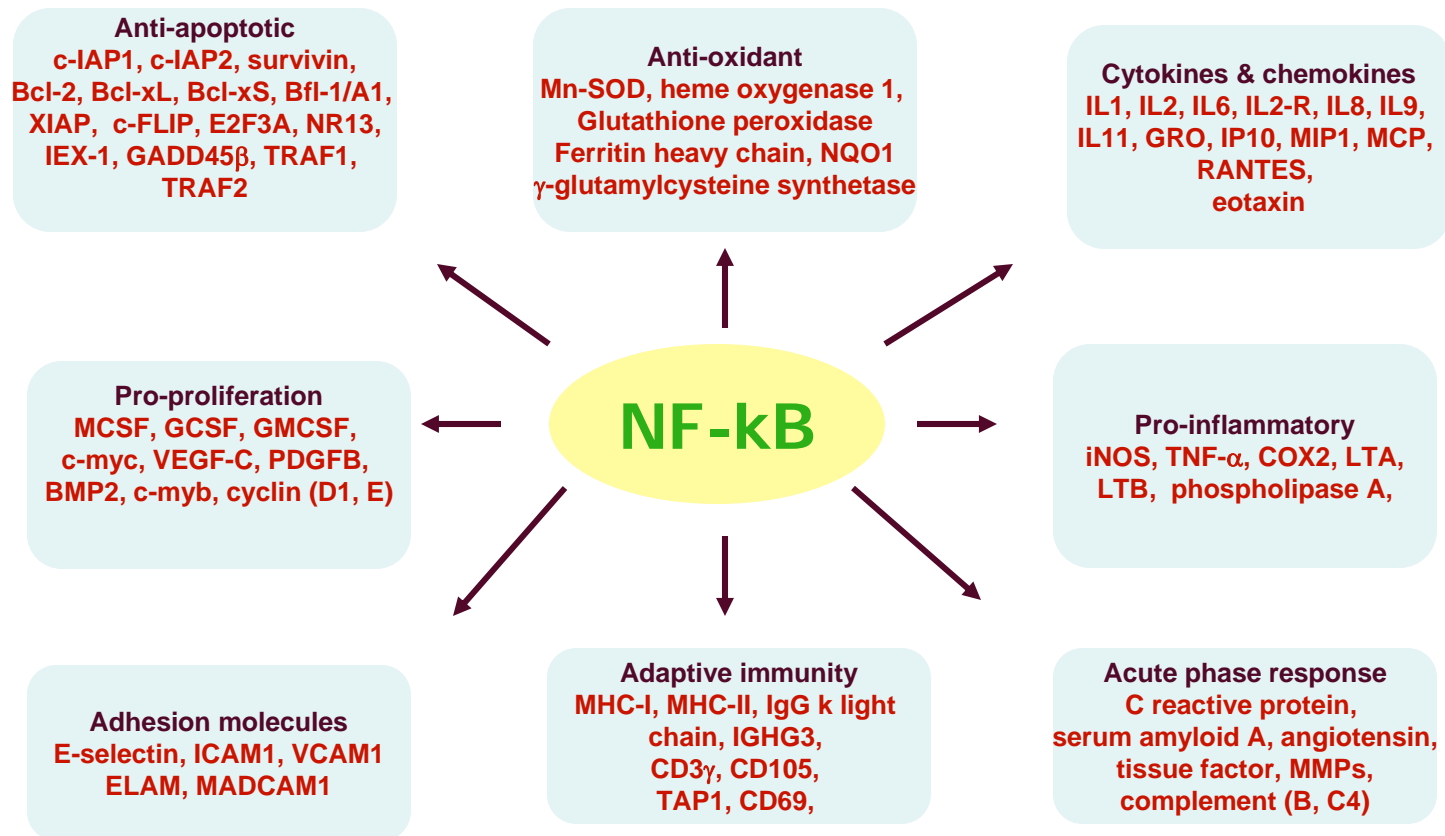 Anti-apoptotic
c-IAP1, c-IAP2, survivin,
Bcl-2, Bcl-xL, Bcl-xS, Bfl-1/A1,
XIAP, c-FLIP, E2F3A, NR13,
IEX-1, GADD45β, TRAF1,
TRAF2
Anti-oxidant
Mn-SOD, heme oxygenase 1,
Glutathione peroxidase
Ferritin heavy chain, NQO1
γ-glutamylcysteine synthetase
Cytokines & chemokines
IL1, IL2, IL6, IL2-R, IL8, IL9,
IL11, GRO, IP10, MIP1, MCP,
RANTES,
eotaxin
Pro-proliferation
MCSF, GCSF, GMCSF,
c-myc, VEGF-C, PDGFB,
BMP2, c-myb, cyclin (D1, E)
NF-kB
Pro-inflammatory
iNOS, TNF-α, COX2, LTA,
LTB, phospholipase A,
Adhesion molecules
E-selectin, ICAM1, VCAM1
ELAM, MADCAM1
Adaptive immunity
MHC-I, MHC-II, IgG k light
chain, IGHG3,
CD3γ, CD105,
TAP1, CD69,
Acute phase response
C reactive protein,
serum amyloid A, angiotensin,
tissue factor, MMPs,
complement (B, C4)